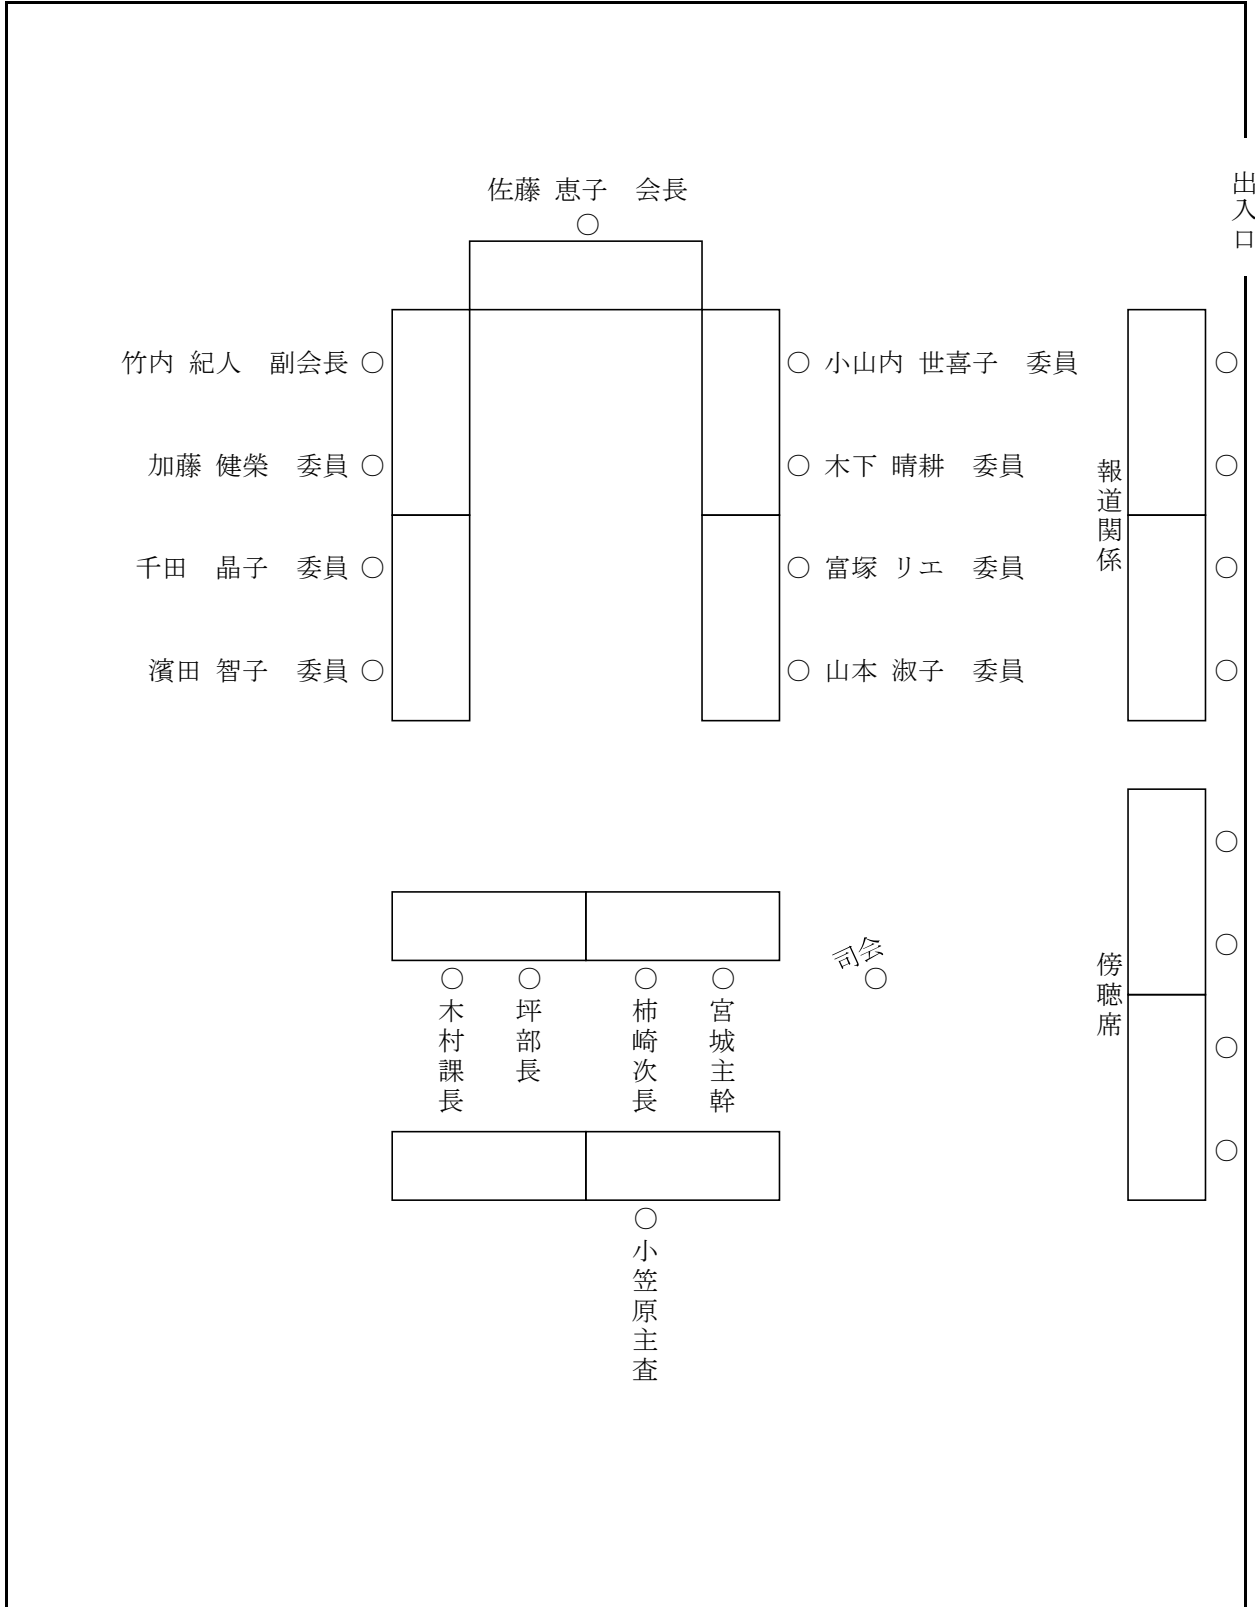 佐藤 恵子　会長
出入口
竹内 紀人　副会長
小山内 世喜子　委員
加藤 健榮　委員
木下 晴耕　委員
報道関係
千田　晶子　委員
富塚 リエ　委員
濱田 智子　委員
山本 淑子　委員
司会
傍聴席
木村課長
坪部長
柿崎次長
宮城主幹
小笠原主査